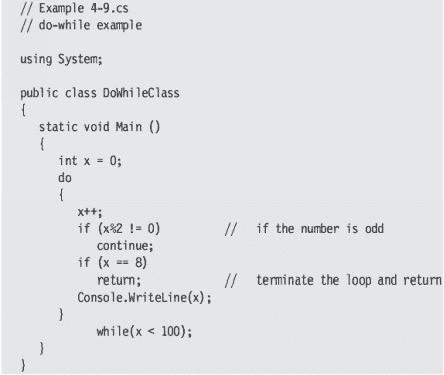 // Example 4-9.cs
// do-while example
using System;
public class DoWhileClass
{
static void Main ()
{
int x = 0;
do
{
x++;
if (x%2 != 0) // if the number is odd
continue;
if (x == 8)
return; // terminate the loop and return
Console.WriteLine(x);
}
while(x < 100);
}
}